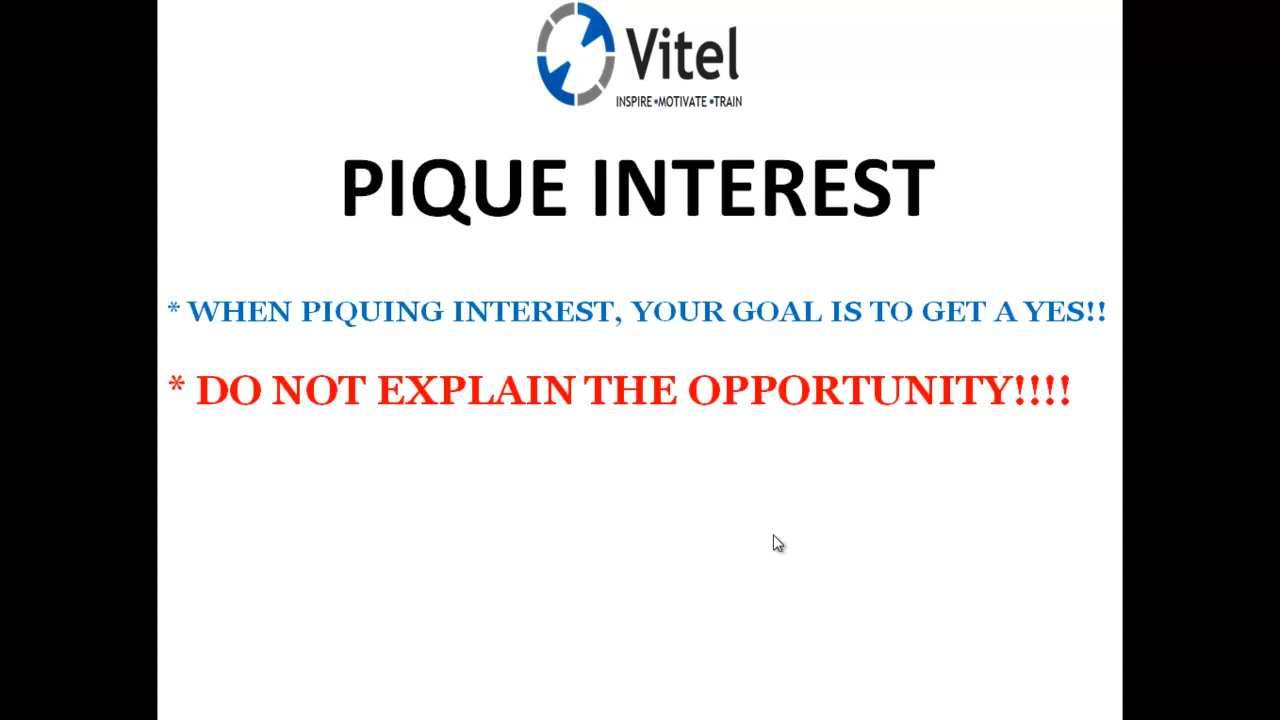 Vitel
INSPIRE •MOTIVATE •TRAIN
PIQUE INTEREST
* WHEN PIQUING INTEREST, YOUR GOAL IS TO GET A YES!!
* DO NOT EXPLAIN THE OPPORTUNITY!!!!